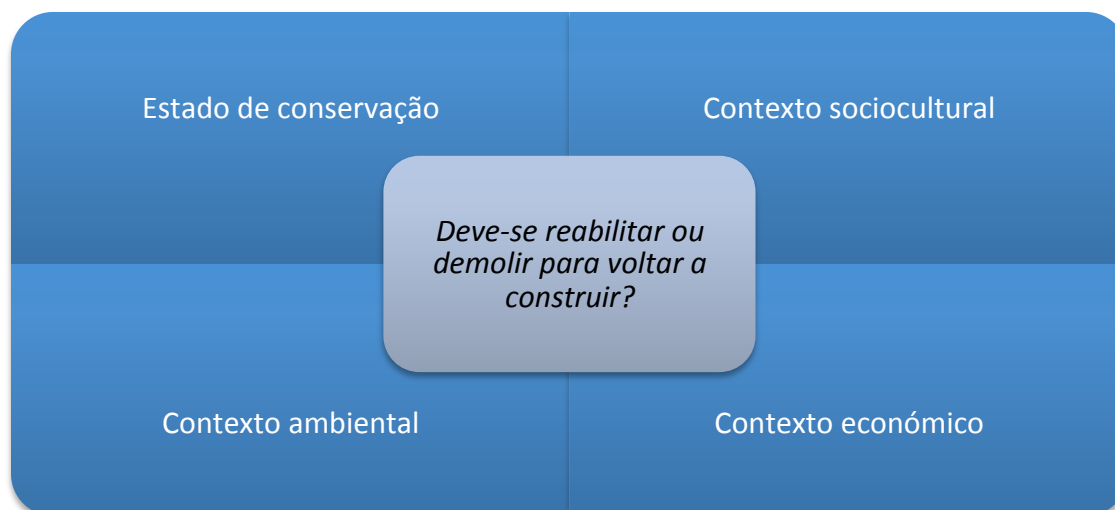 Estado de conservação
Contexto sociocultural
Deve-se reabilitar ou
demolir para voltar a
construir?
Contexto ambiental
Contexto económico